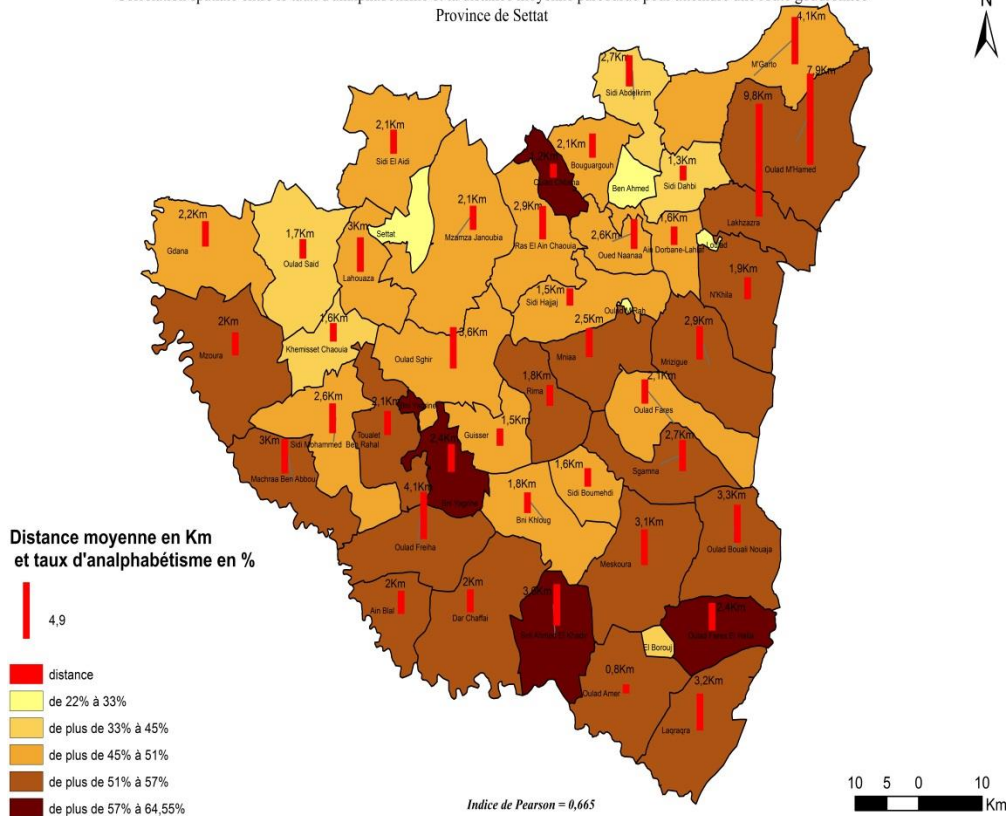 Province de Settat
N
4,1Km
M'Garto
2,7Km
Sidi Abdelkrim
7,9Km
9,8Km
Oulad M'Hamed
2,1Km
Sidi El Aidi
2,1Km
Bouguargouh
Ben Ahmed
1,3Km
Sidi Dahbi
Lakhzazra
2,2Km
Gdana
1,7Km
Oulad Said
3Km
Lahouaza
Settat
2,1Km
Mzamza Janoubia
2,9Km
Ras El Ain Chaouia
2,6Km
Oued Naanaa
1,6Km
Ain Dorbane-Lahlaf
Loulad
1,9Km
N'Khila
1,5Km
Sidi Hajjaj
2Km
Mzoura
1,6Km
Khemisset Chaouia
3,6Km
Oulad Sghir
2,5Km
Mniaa
2,9Km
Mrizigue
1,8Km
Rima
2,1Km
Oulad Fares
2,6Km
Sidi Mohammed
Ben Rahal
2,1Km
Toualet
1,5Km
Guisser
2,4Km
3Km
Machraa Ben Abbou
2,7Km
Sgamna
1,6Km
Sidi Boumehdi
1,8Km
Bni Khloug
4,1Km
Oulad Freiha
3,1Km
Meskoura
3,3Km
Oulad Bouali Nouaja
2Km
Ain Blal
2Km
Dar Chaffai
2,4Km
El Borouj
0,8Km
Oulad Amer
3,2Km
Laqraqra
Distance moyenne en Km
et taux d'analphabétisme en %
4,9
distance
de 22% à 33%
de plus de 33% à 45%
de plus de 45% à 51%
de plus de 51% à 57%
de plus de 57% à 64,55%
Indice de Pearson = 0,665
10 5 0 10
Km